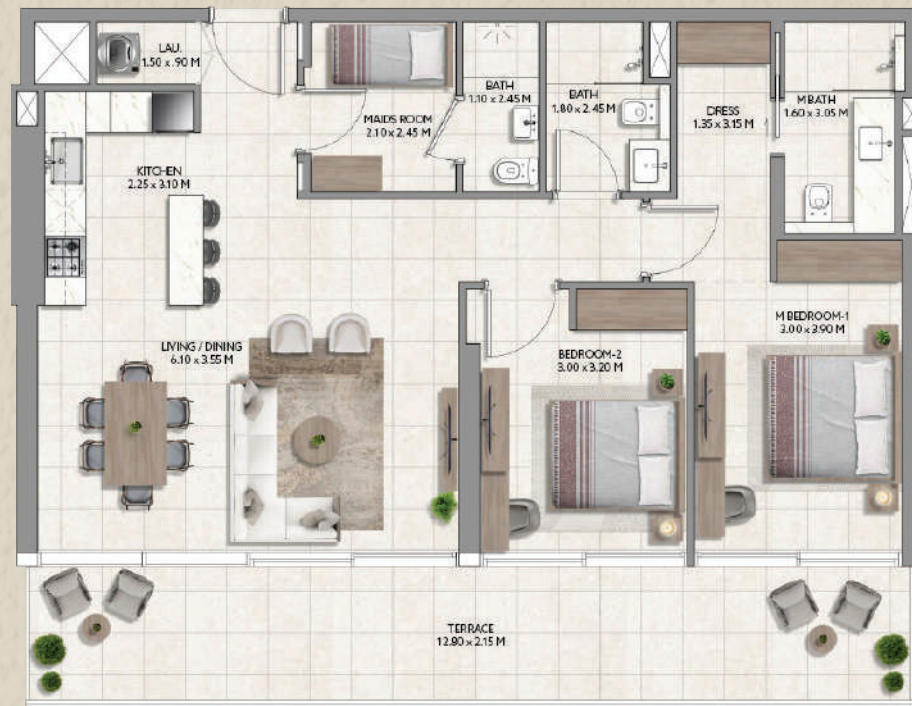 LAU.
1.50 x .90 M
MAIDS ROOM
2.10 x 2.45 M
BATH
1.10 x 2.45 M
BATH
1.80 x 2.45 M
DRESS
1.35 x 3.15 M
M BATH
1.60 x 3.05 M
KITCHEN
2.25 x 3.10 M
LIVING / DINING
6.10 x 3.55 M
BEDROOM-2
3.00 x 3.20 M
M BEDROOM-1
3.00 x 3.90 M
TERRACE
12.90 x 2.15 M